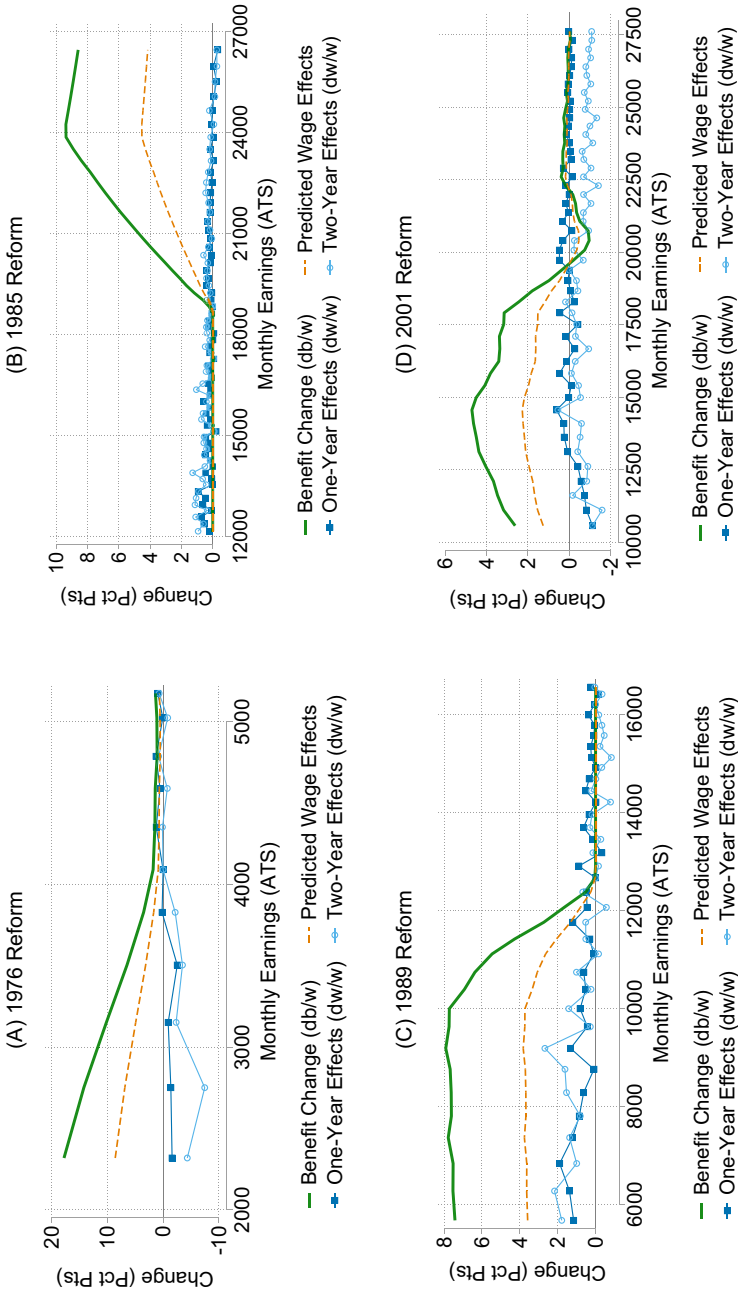 (A) 1976 Reform
Change (Pct Pts)
20
10
0
-10
2000
3000
4000
5000
Monthly Earnings (ATS)
Benefit Change (db/w)
Predicted Wage Effects
One-Year Effects (dw/w)
Two-Year Effects (dw/w)
(B) 1985 Reform
Change (Pct Pts)
10
8
6
4
2
0
12000
15000
18000
21000
24000
27000
Monthly Earnings (ATS)
Benefit Change (db/w)
Predicted Wage Effects
One-Year Effects (dw/w)
Two-Year Effects (dw/w)
(C) 1989 Reform
Change (Pct Pts)
8
6
4
2
0
6000
8000
10000
12000
14000
16000
Monthly Earnings (ATS)
Benefit Change (db/w)
Predicted Wage Effects
One-Year Effects (dw/w)
Two-Year Effects (dw/w)
(D) 2001 Reform
Change (Pct Pts)
6
4
2
0
-2
10000
12500
15000
17500
20000
22500
25000
27500
Monthly Earnings (ATS)
Benefit Change (db/w)
Predicted Wage Effects
One-Year Effects (dw/w)
Two-Year Effects (dw/w)